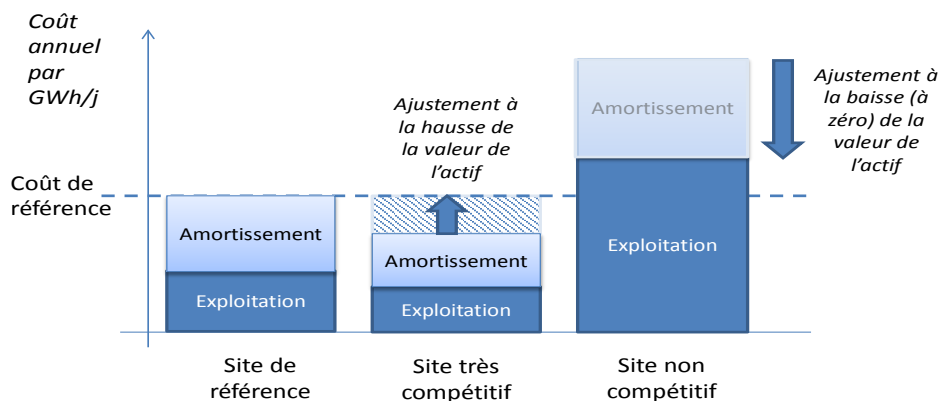 Coût
annuel
par
GWh/j
Ajustement à
la hausse de
la valeur de
l’actif
Amortissement
Ajustement à
la baisse (à
zéro) de la
valeur de
l’actif
Coût de
référence
Amortissement
Amortissement
Exploitation
Exploitation
Exploitation
Site de
référence
Site très
compétitif
Site non
compétitif